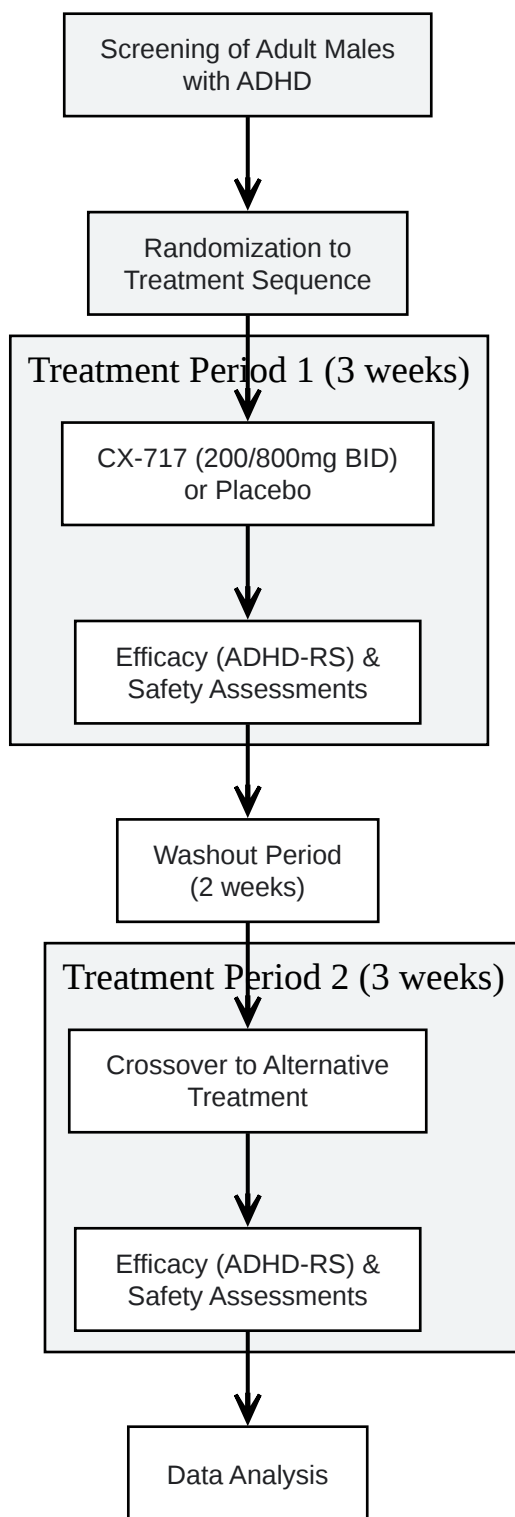 Screening of Adult Males
with ADHD
Randomization to
Treatment Sequence
Treatment Period 1 (3 weeks)
CX-717 (200/800mg BID)
or Placebo
Efficacy (ADHD-RS) &
Safety Assessments
Washout Period
(2 weeks)
Treatment Period 2 (3 weeks)
Crossover to Alternative
Treatment
Efficacy (ADHD-RS) &
Safety Assessments
Data Analysis